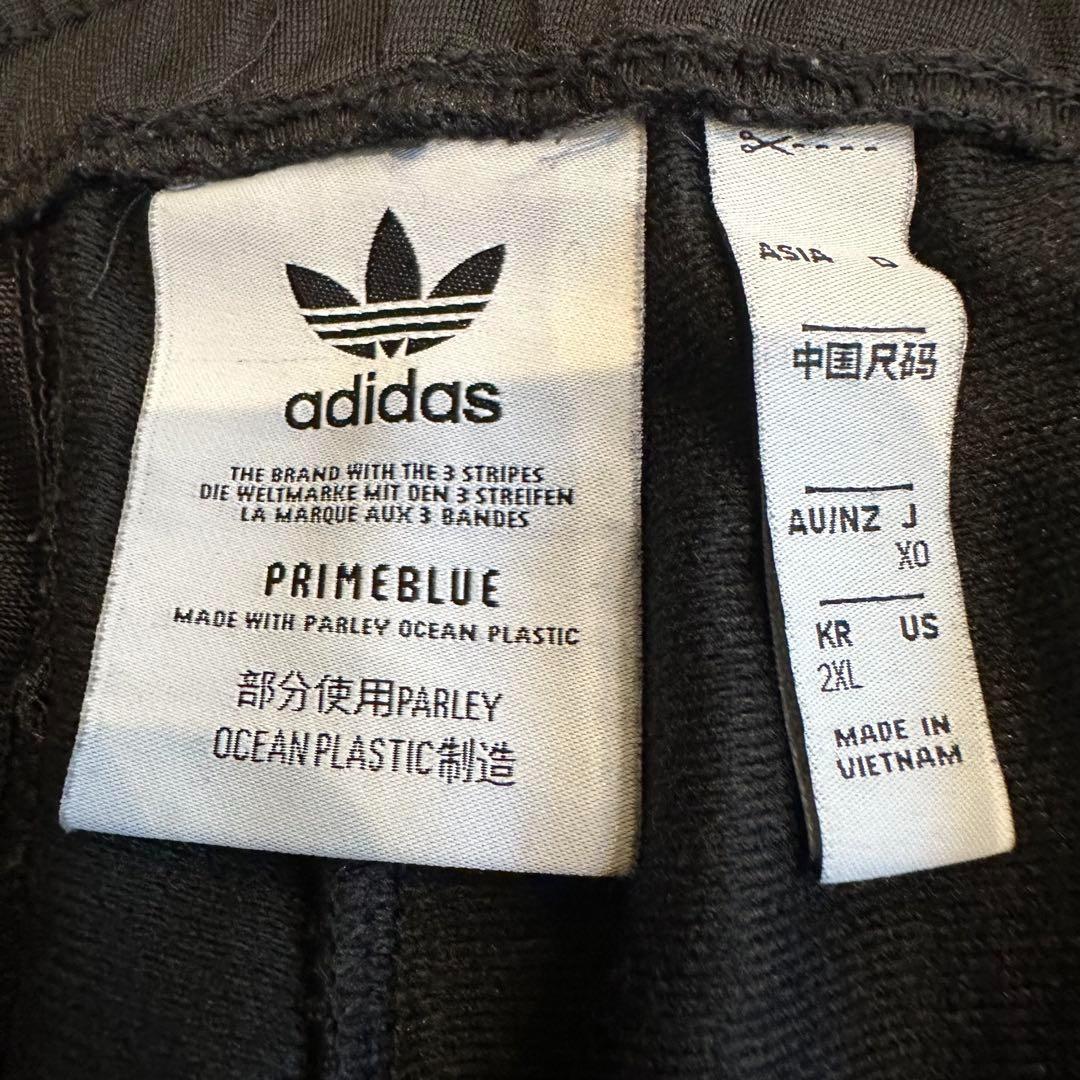 adidas
THE BRAND WITH THE 3 STRIPES
DIE WELTMARKE MIT DEN 3 STREIFEN
LA MARQUE AUX 3 BANDES
PRIMEBLUE
MADE WITH PARLEY OCEAN PLASTIC
部分使用PARLEY
OCEAN PLASTIC制造
ASIA D
中国尺码
AU/NZ J
XO
KR US
2XL
MADE IN
VIETNAM